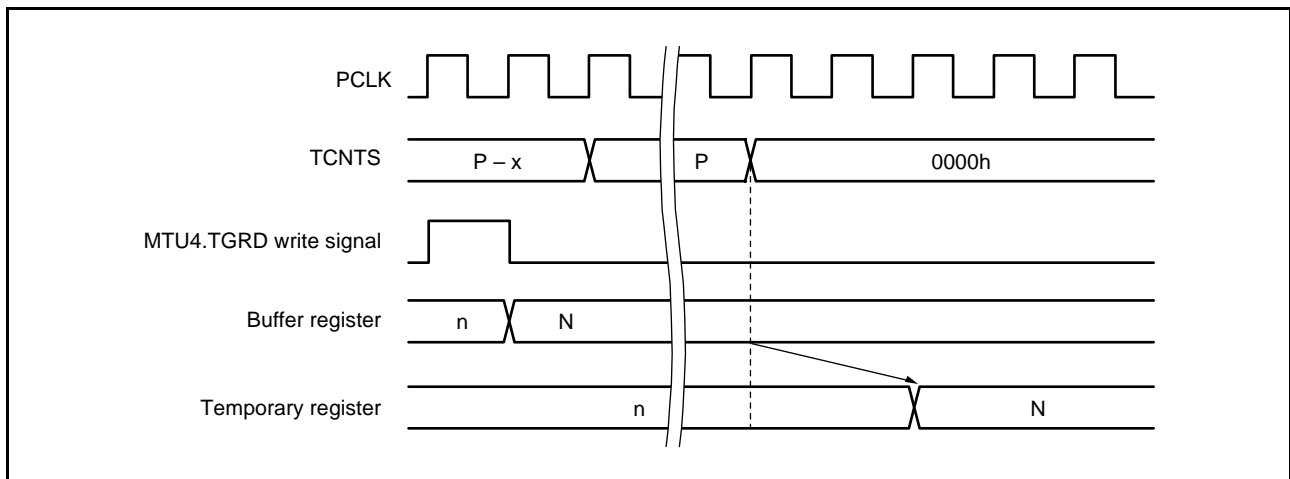 PCLK
TCNTS P – x P 0000h
MTU4.TGRD write signal
Buffer register n N
Temporary register n N